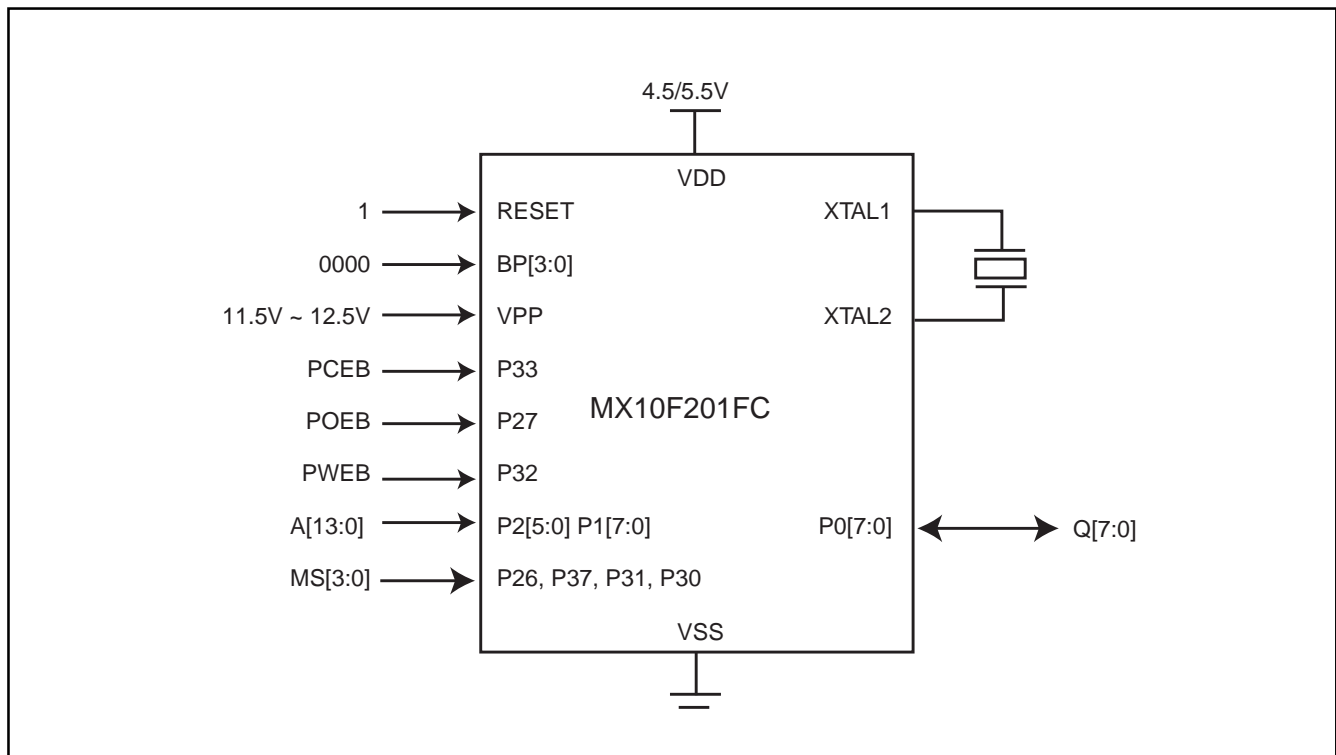 4.5/5.5V
VDD
1 RESET XTAL1
0000 BP[3:0]
11.5V ~ 12.5V VPP XTAL2
PCEB P33
MX10F201FC
POEB P27
PWEB P32
A[13:0] P2[5:0] P1[7:0] P0[7:0] Q[7:0]
MS[3:0] P26, P37, P31, P30
VSS